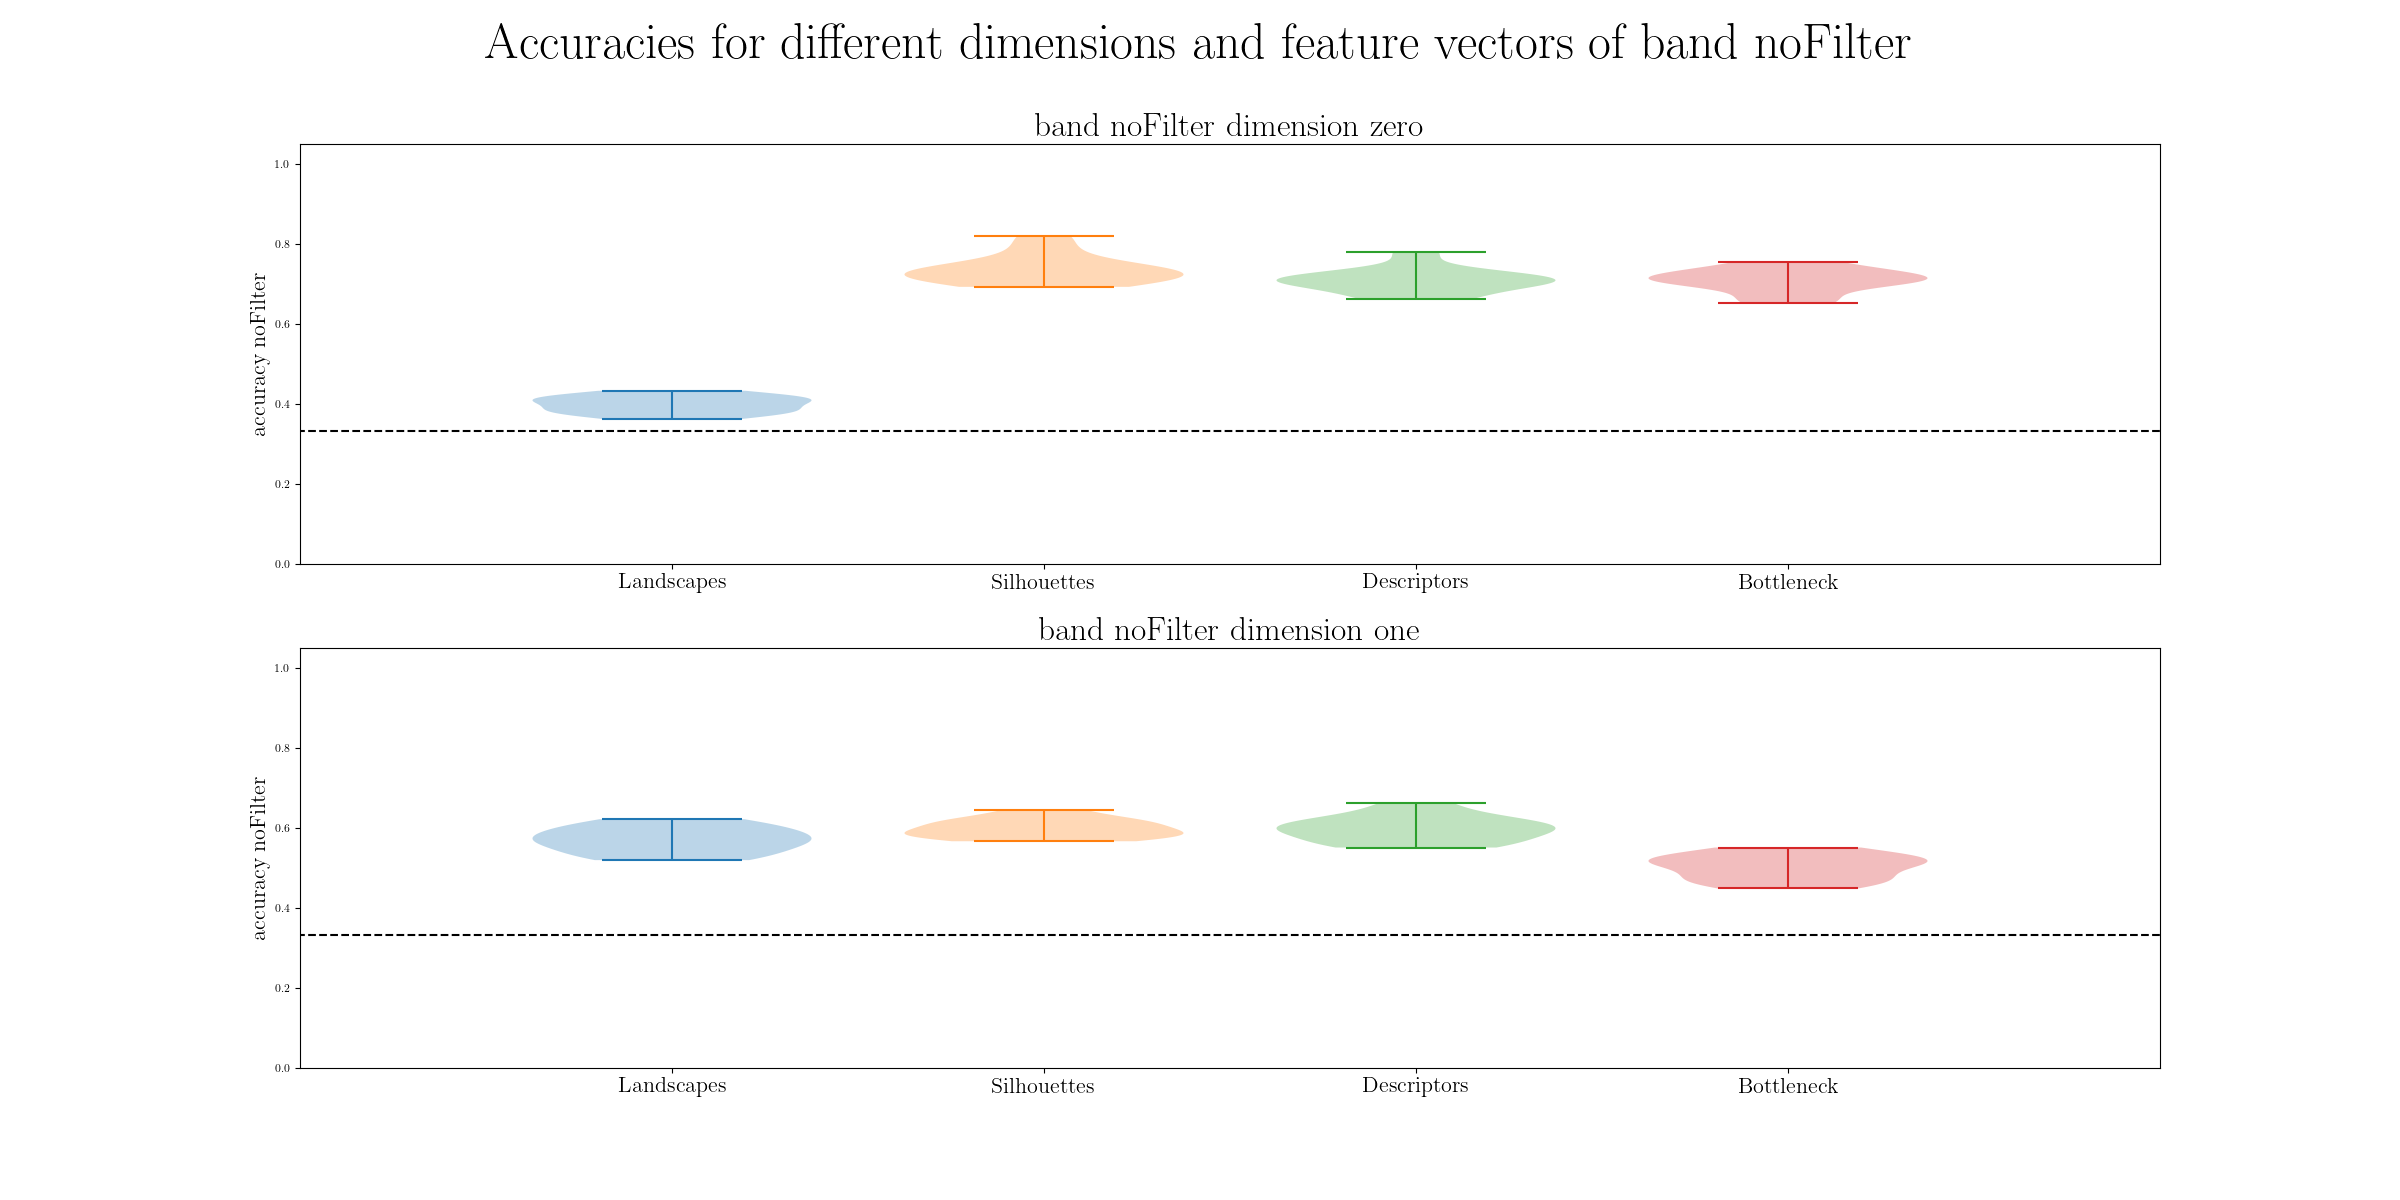 Accuracies for different dimensions and feature vectors of band noFilter
band noFilter dimension zero
accuracy noFilter
1.0
0.8
0.6
0.4
0.2
0.0
Landscapes Silhouettes Descriptors Bottleneck
band noFilter dimension one
accuracy noFilter
1.0
0.8
0.6
0.4
0.2
0.0
Landscapes Silhouettes Descriptors Bottleneck